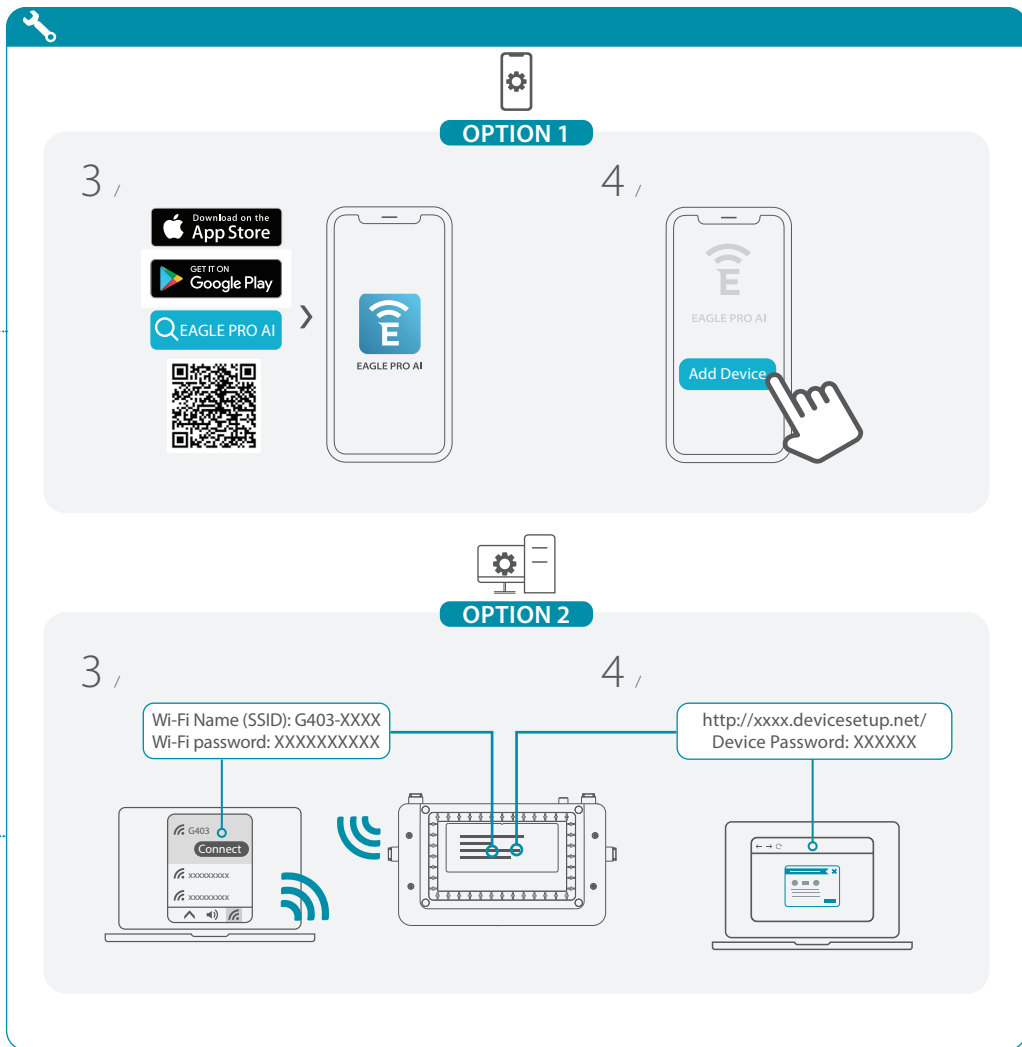 OPTION 1
3 /
Download on the
App Store
GET IT ON
Google Play
EAGLE PRO AI
E
EAGLE PRO AI
4 /
E
EAGLE PRO AI
Add Device
OPTION 2
3 /
Wi-Fi Name (SSID): G403-XXXX
Wi-Fi password: XXXXXXXXXX
G403
Connect
xxxxxxxxx
xxxxxxxxx
4 /
http://xxxx.devicesetup.net/
Device Password: XXXXXX